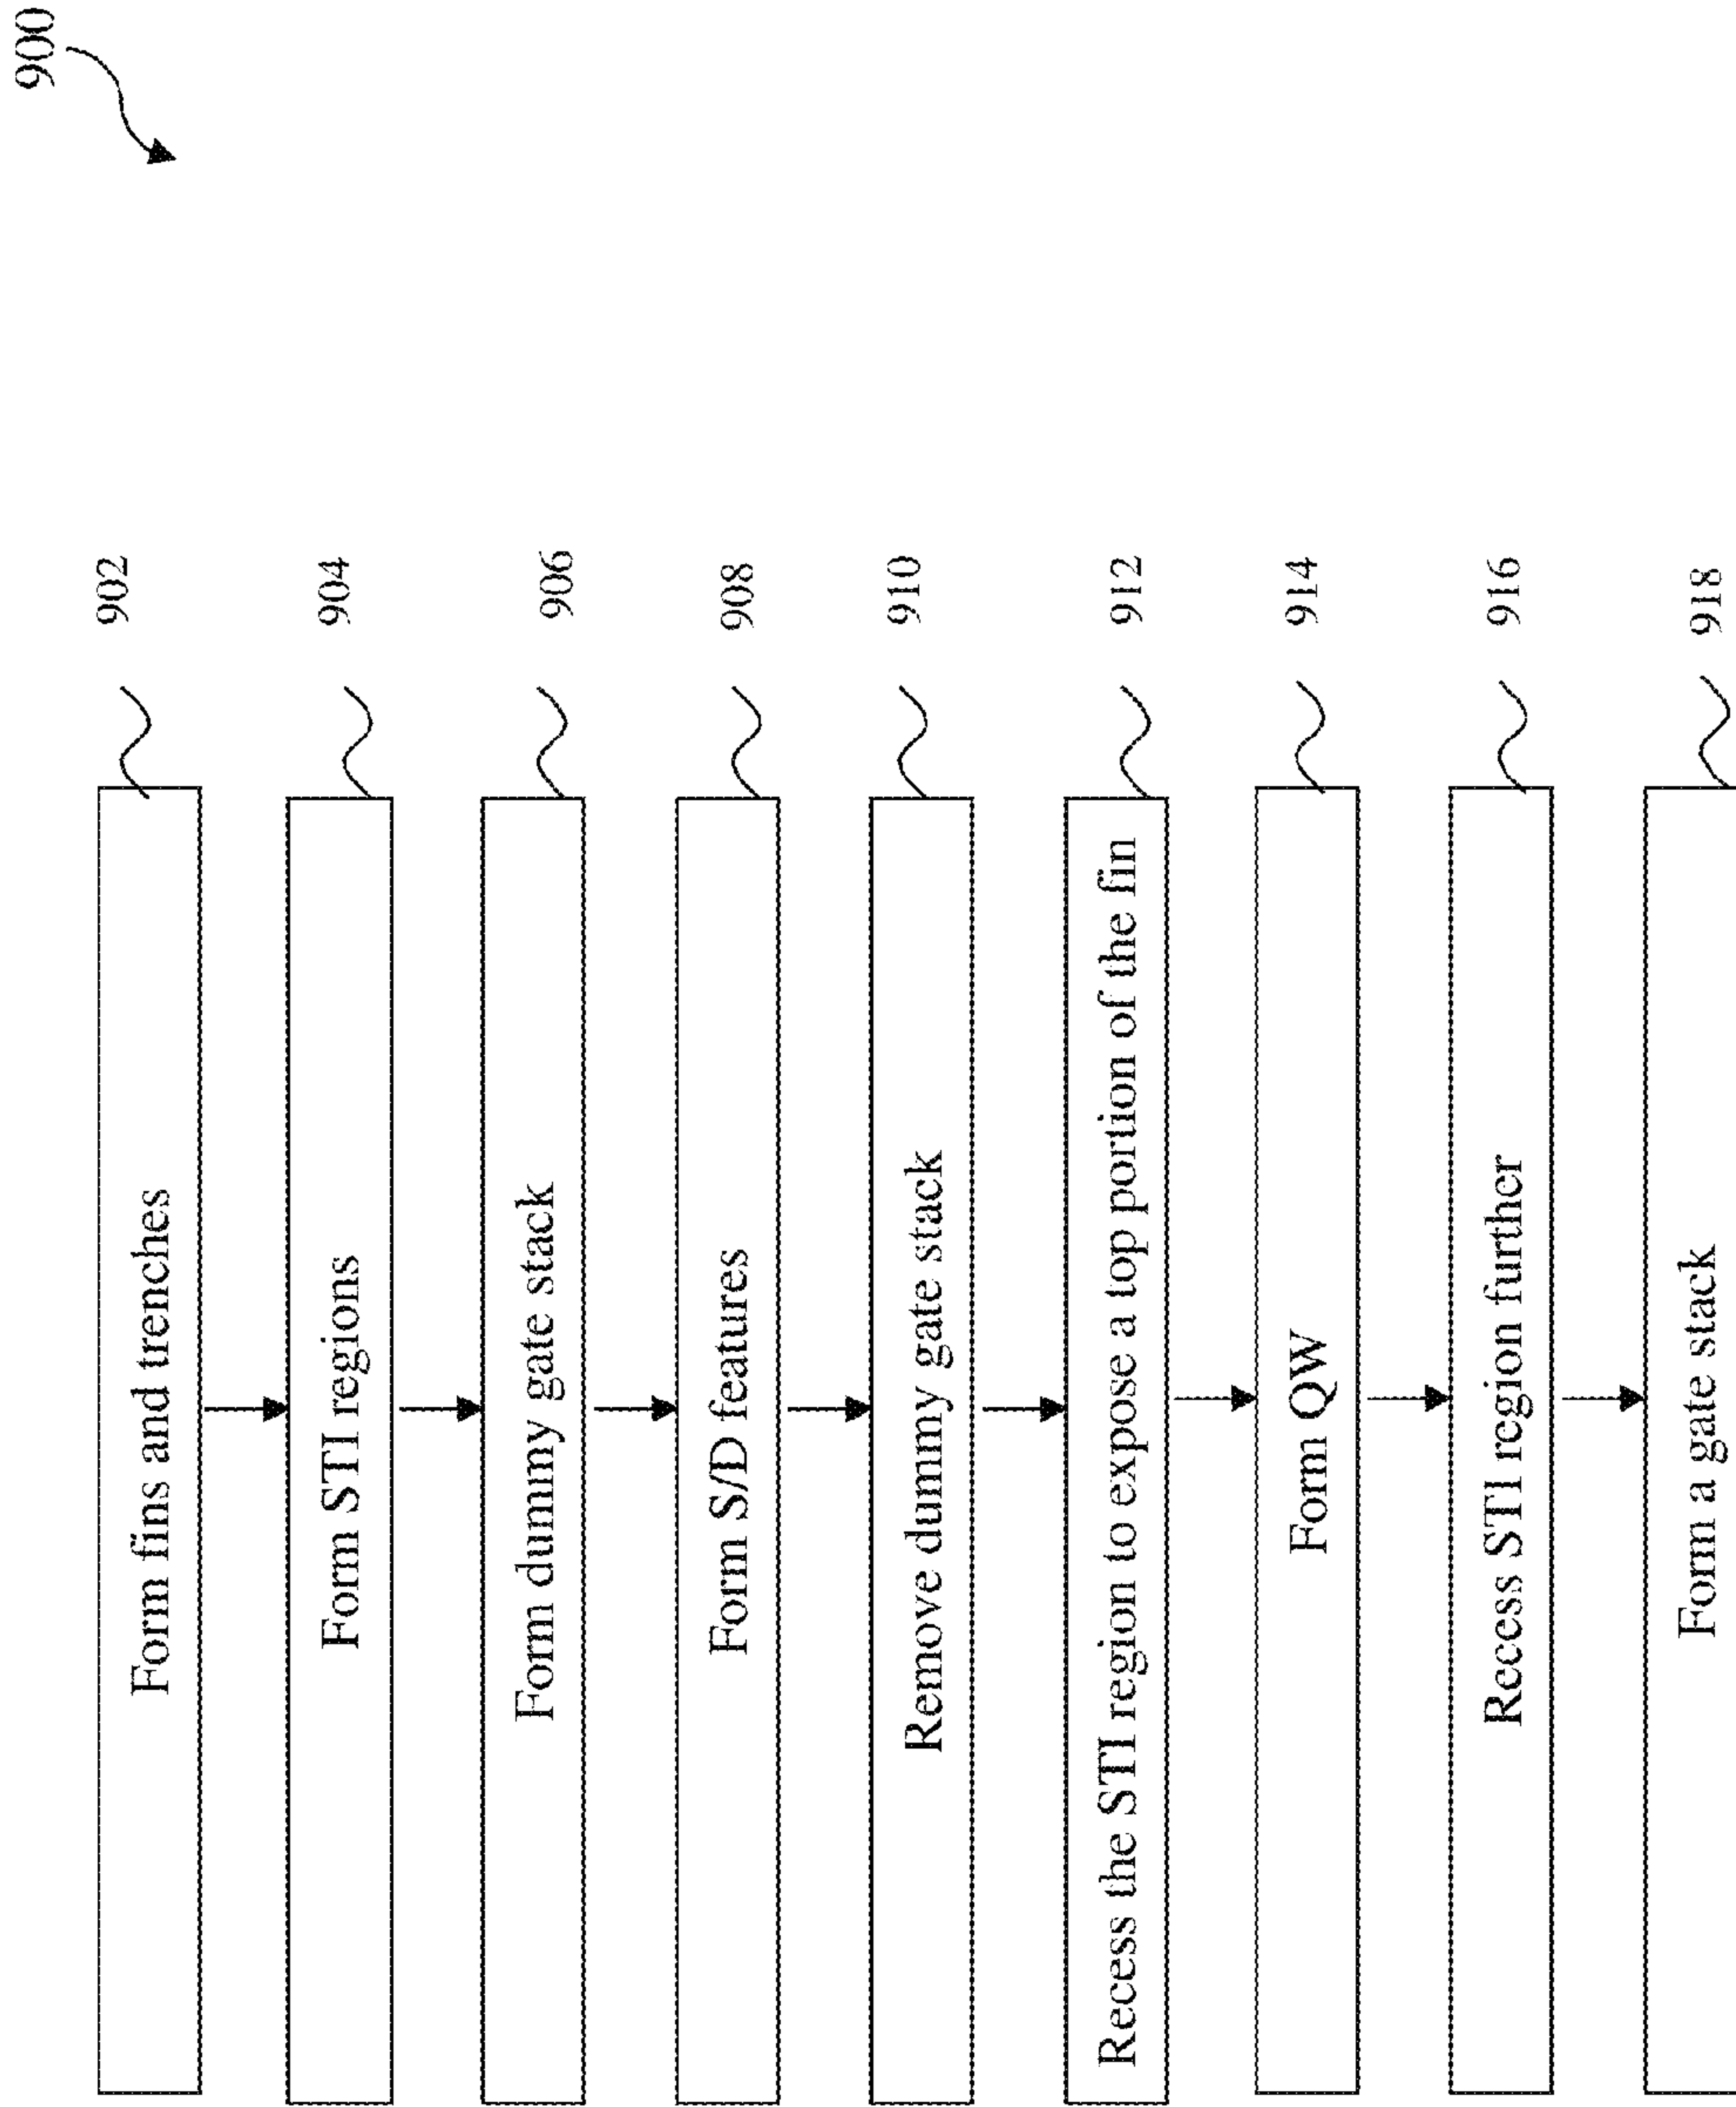 900
Form fins and trenches
902
Form STI regions
904
Form dummy gate stack
906
Form S/D features
908
Remove dummy gate stack
910
Recess the STI region to expose a top portion of the fin
912
Form QW
914
Recess STI region further
916
Form a gate stack
918